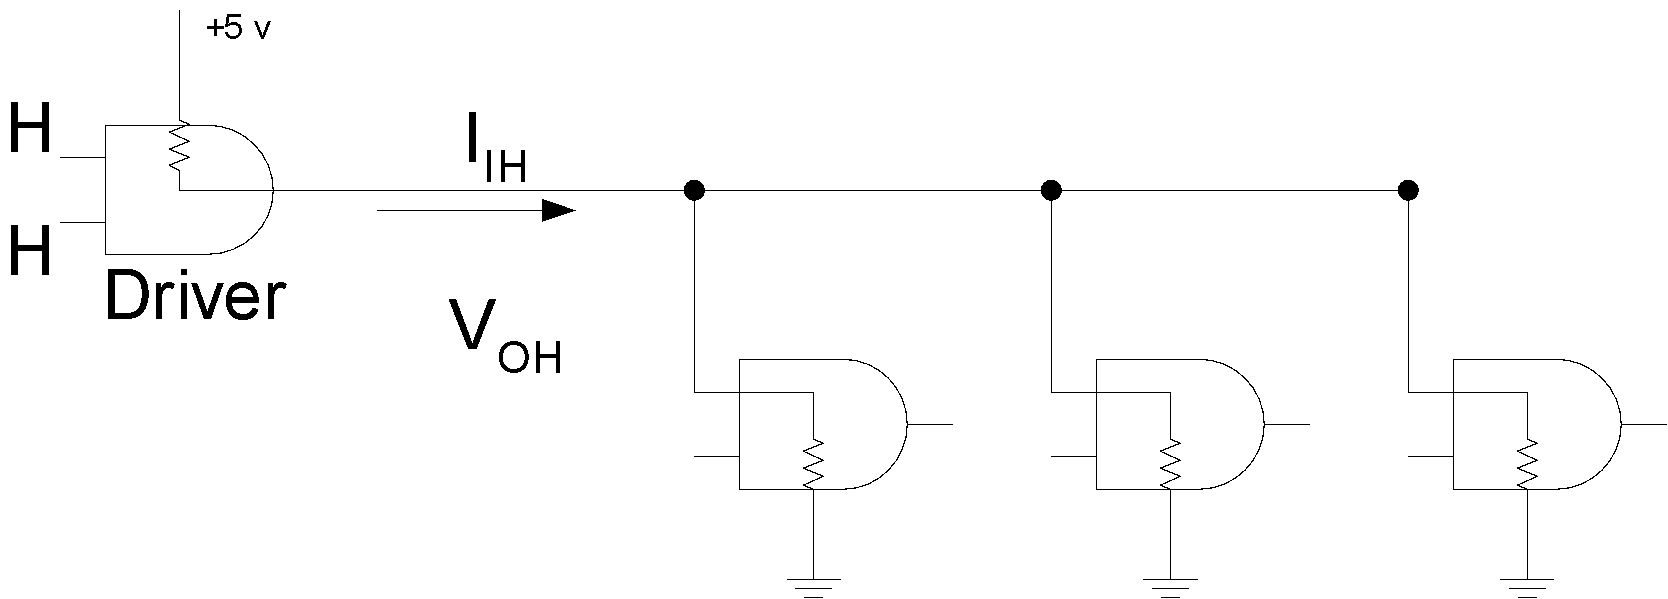 +5 v
H
I_IH
H
Driver
V_OH